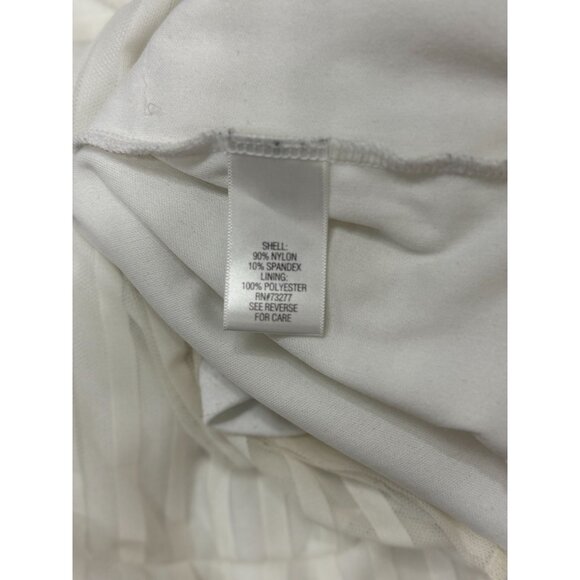 SHELL:
90% NYLON
10% SPANDEX
LINING:
100% POLYESTER
RN#73277
SEE REVERSE
FOR CARE